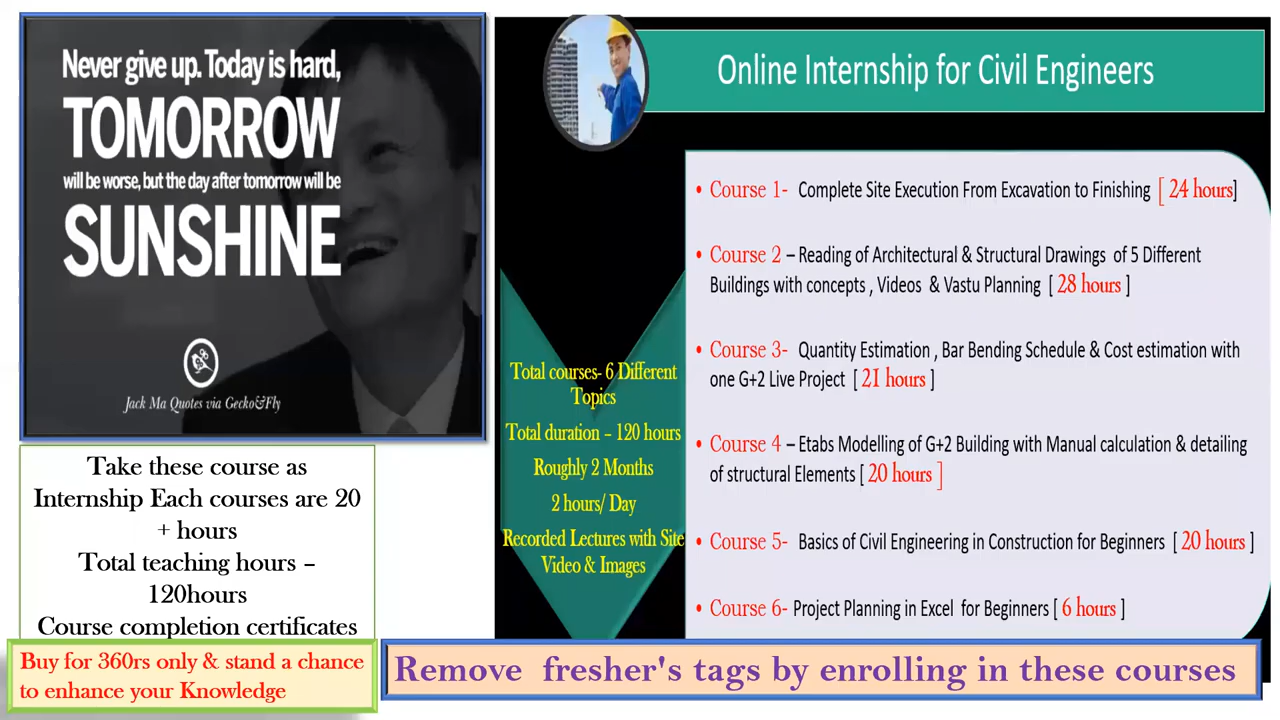 Never give up. Today is hard,
TOMORROW
will be worse, but the day after tomorrow will be
SUNSHINE
Jack Ma Quotes via Gecko&Fly
Take these course as
Internship Each courses are 20
+ hours
Total teaching hours –
120hours
Course completion certificates
Buy for 360rs only & stand a chance
to enhance your Knowledge
Online Internship for Civil Engineers
Total courses- 6 Different
Topics
Total duration – 120 hours
Roughly 2 Months
2 hours/ Day
Recorded Lectures with Site
Video & Images
• Course 1- Complete Site Execution From Excavation to Finishing [ 24 hours]
• Course 2 – Reading of Architectural & Structural Drawings of 5 Different
Buildings with concepts , Videos & Vastu Planning [ 28 hours ]
• Course 3- Quantity Estimation , Bar Bending Schedule & Cost estimation with
one G+2 Live Project [ 21 hours ]
• Course 4 – Etabs Modelling of G+2 Building with Manual calculation & detailing
of structural Elements [ 20 hours ]
• Course 5- Basics of Civil Engineering in Construction for Beginners [ 20 hours ]
• Course 6- Project Planning in Excel for Beginners [ 6 hours ]
Remove fresher's tags by enrolling in these courses